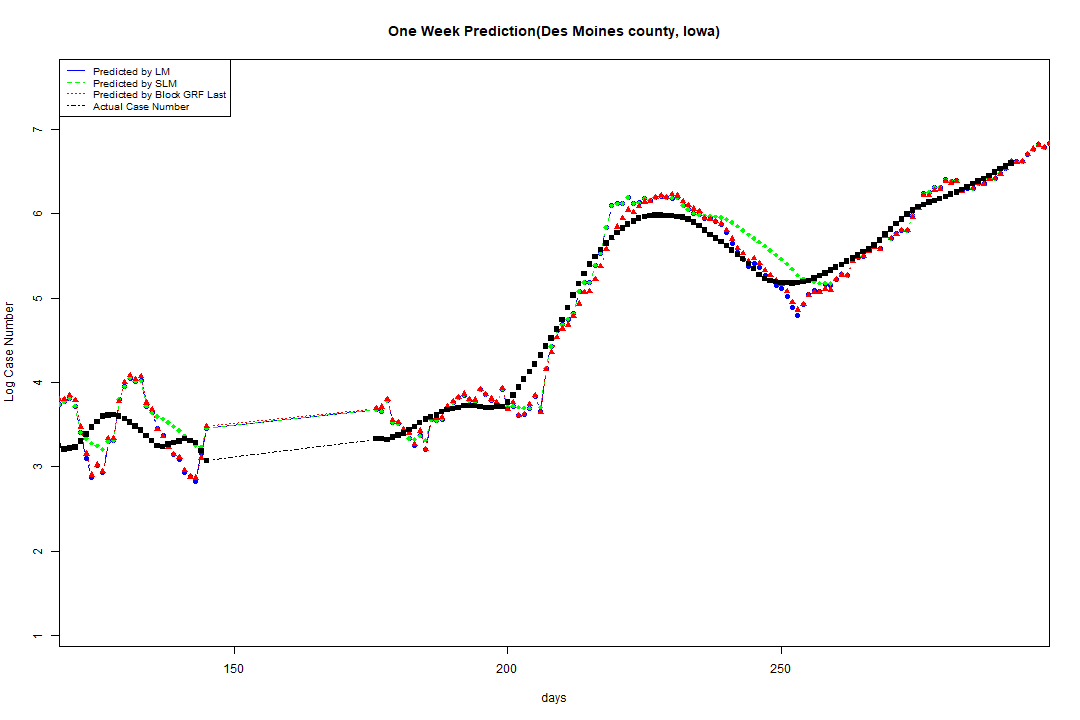 One Week Prediction(Des Moines county, Iowa)
Predicted by LM
Predicted by SLM
Predicted by Block GRF Last
Actual Case Number
7
6
5
4
3
2
1
Log Case Number
150
200
250
days